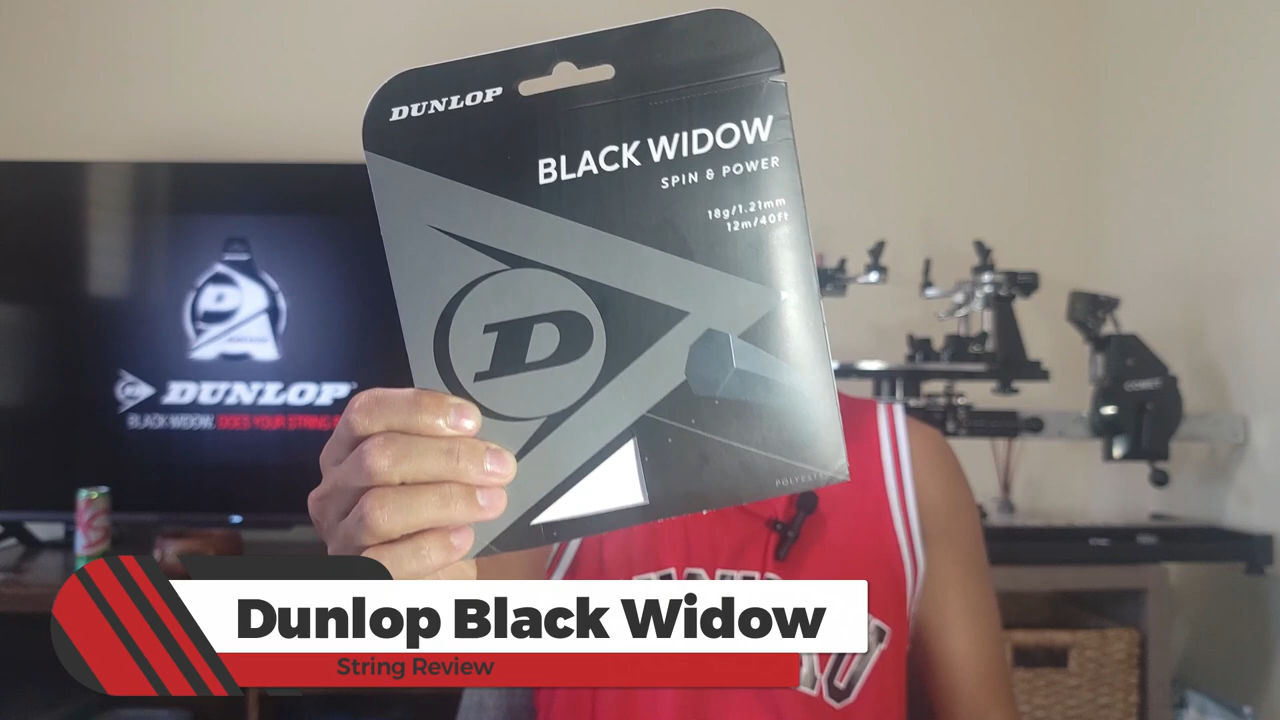 DUNLOP
BLACK WIDOW
SPIN & POWER
18g/1.21mm
12m/40ft
D
DUNLOP
BLACK WIDOW. DOES YOUR STRING
COMET
Dunlop Black Widow
String Review